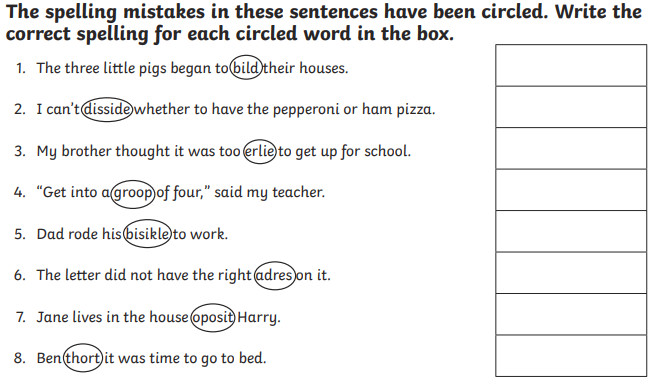 The spelling mistakes in these sentences have been circled. Write the
correct spelling for each circled word in the box.
1. The three little pigs began to bild their houses.
2. I can't disside whether to have the pepperoni or ham pizza.
3. My brother thought it was too erlie to get up for school.
4. “Get into a groop of four,” said my teacher.
5. Dad rode his bisikle to work.
6. The letter did not have the right adres on it.
7. Jane lives in the house oposit Harry.
8. Ben thort it was time to go to bed.